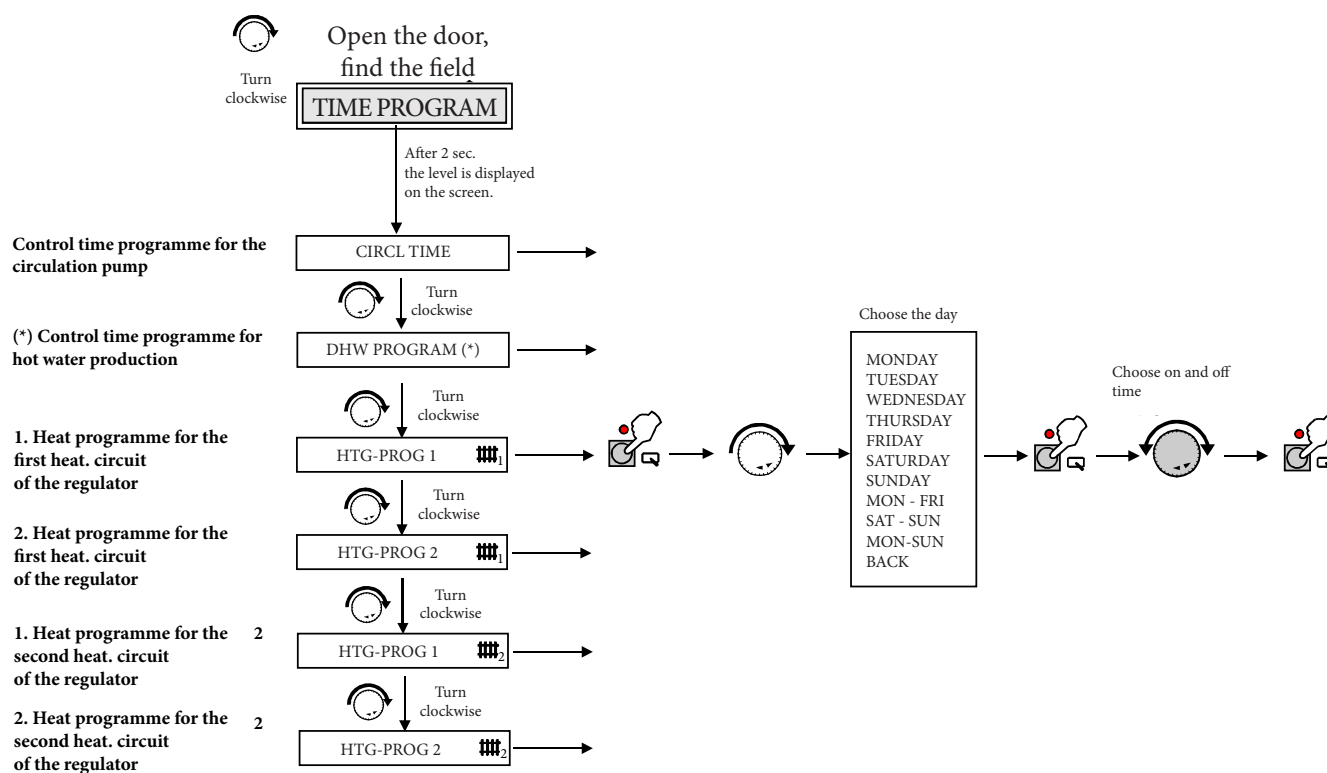 Open the door,
find the field
Turn
clockwise
TIME PROGRAM
After 2 sec.
the level is displayed
on the screen.
Control time programme for the
circulation pump
CIRCL TIME
Turn
clockwise
(*) Control time programme for
hot water production
DHW PROGRAM (*)
Turn
clockwise
1. Heat programme for the
first heat. circuit
of the regulator
HTG-PROG 1 1
Turn
clockwise
2. Heat programme for the
first heat. circuit
of the regulator
HTG-PROG 2 1
Turn
clockwise
1. Heat programme for the 2
second heat. circuit
of the regulator
HTG-PROG 1 2
Turn
clockwise
2. Heat programme for the 2
second heat. circuit
of the regulator
HTG-PROG 2 2
Choose the day
MONDAY
TUESDAY
WEDNESDAY
THURSDAY
FRIDAY
SATURDAY
SUNDAY
MON - FRI
SAT - SUN
MON-SUN
BACK
Choose on and off
time